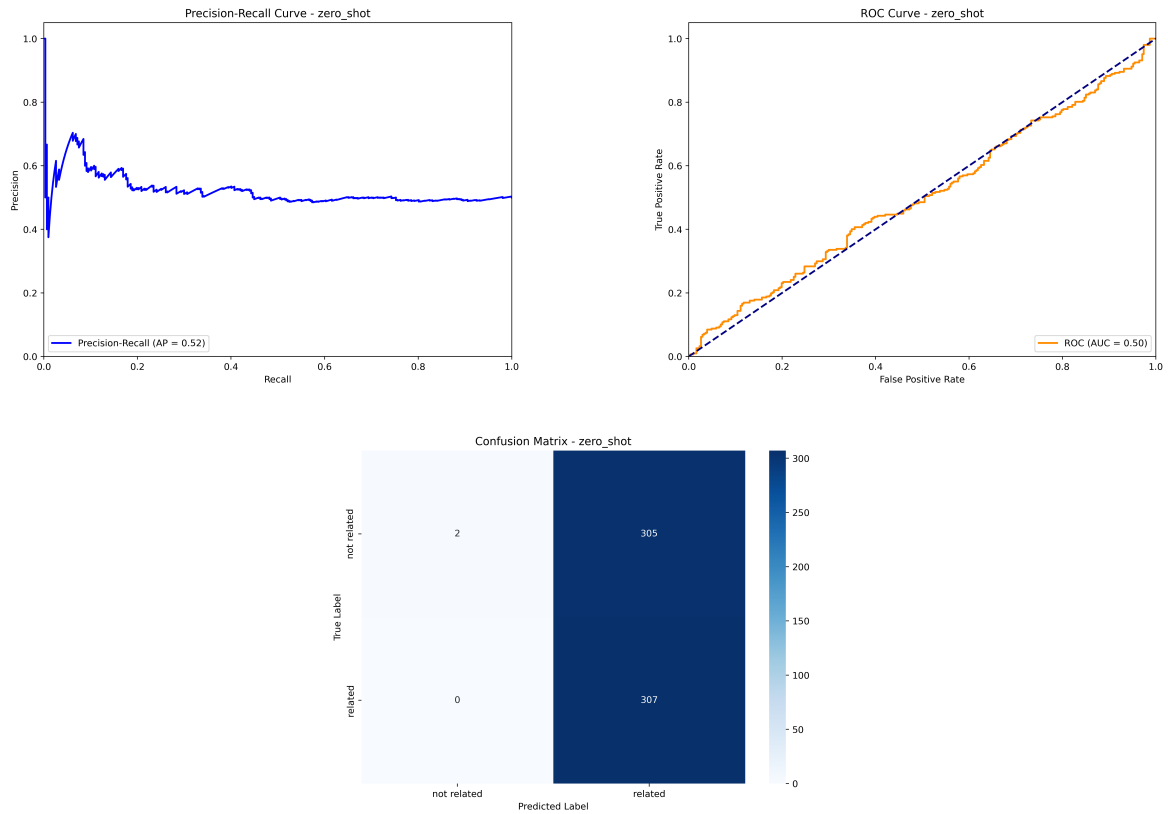 Precision-Recall Curve - zero_shot
1.0
0.8
0.6
0.4
0.2
0.0
Precision
Precision-Recall (AP = 0.52)
0.0 0.2 0.4 0.6 0.8 1.0
Recall
ROC Curve - zero_shot
1.0
0.8
0.6
0.4
0.2
0.0
True Positive Rate
ROC (AUC = 0.50)
0.0 0.2 0.4 0.6 0.8 1.0
False Positive Rate
Confusion Matrix - zero_shot
not related
related
True Label
2 305
0 307
not related related
Predicted Label
300
250
200
150
100
50
0